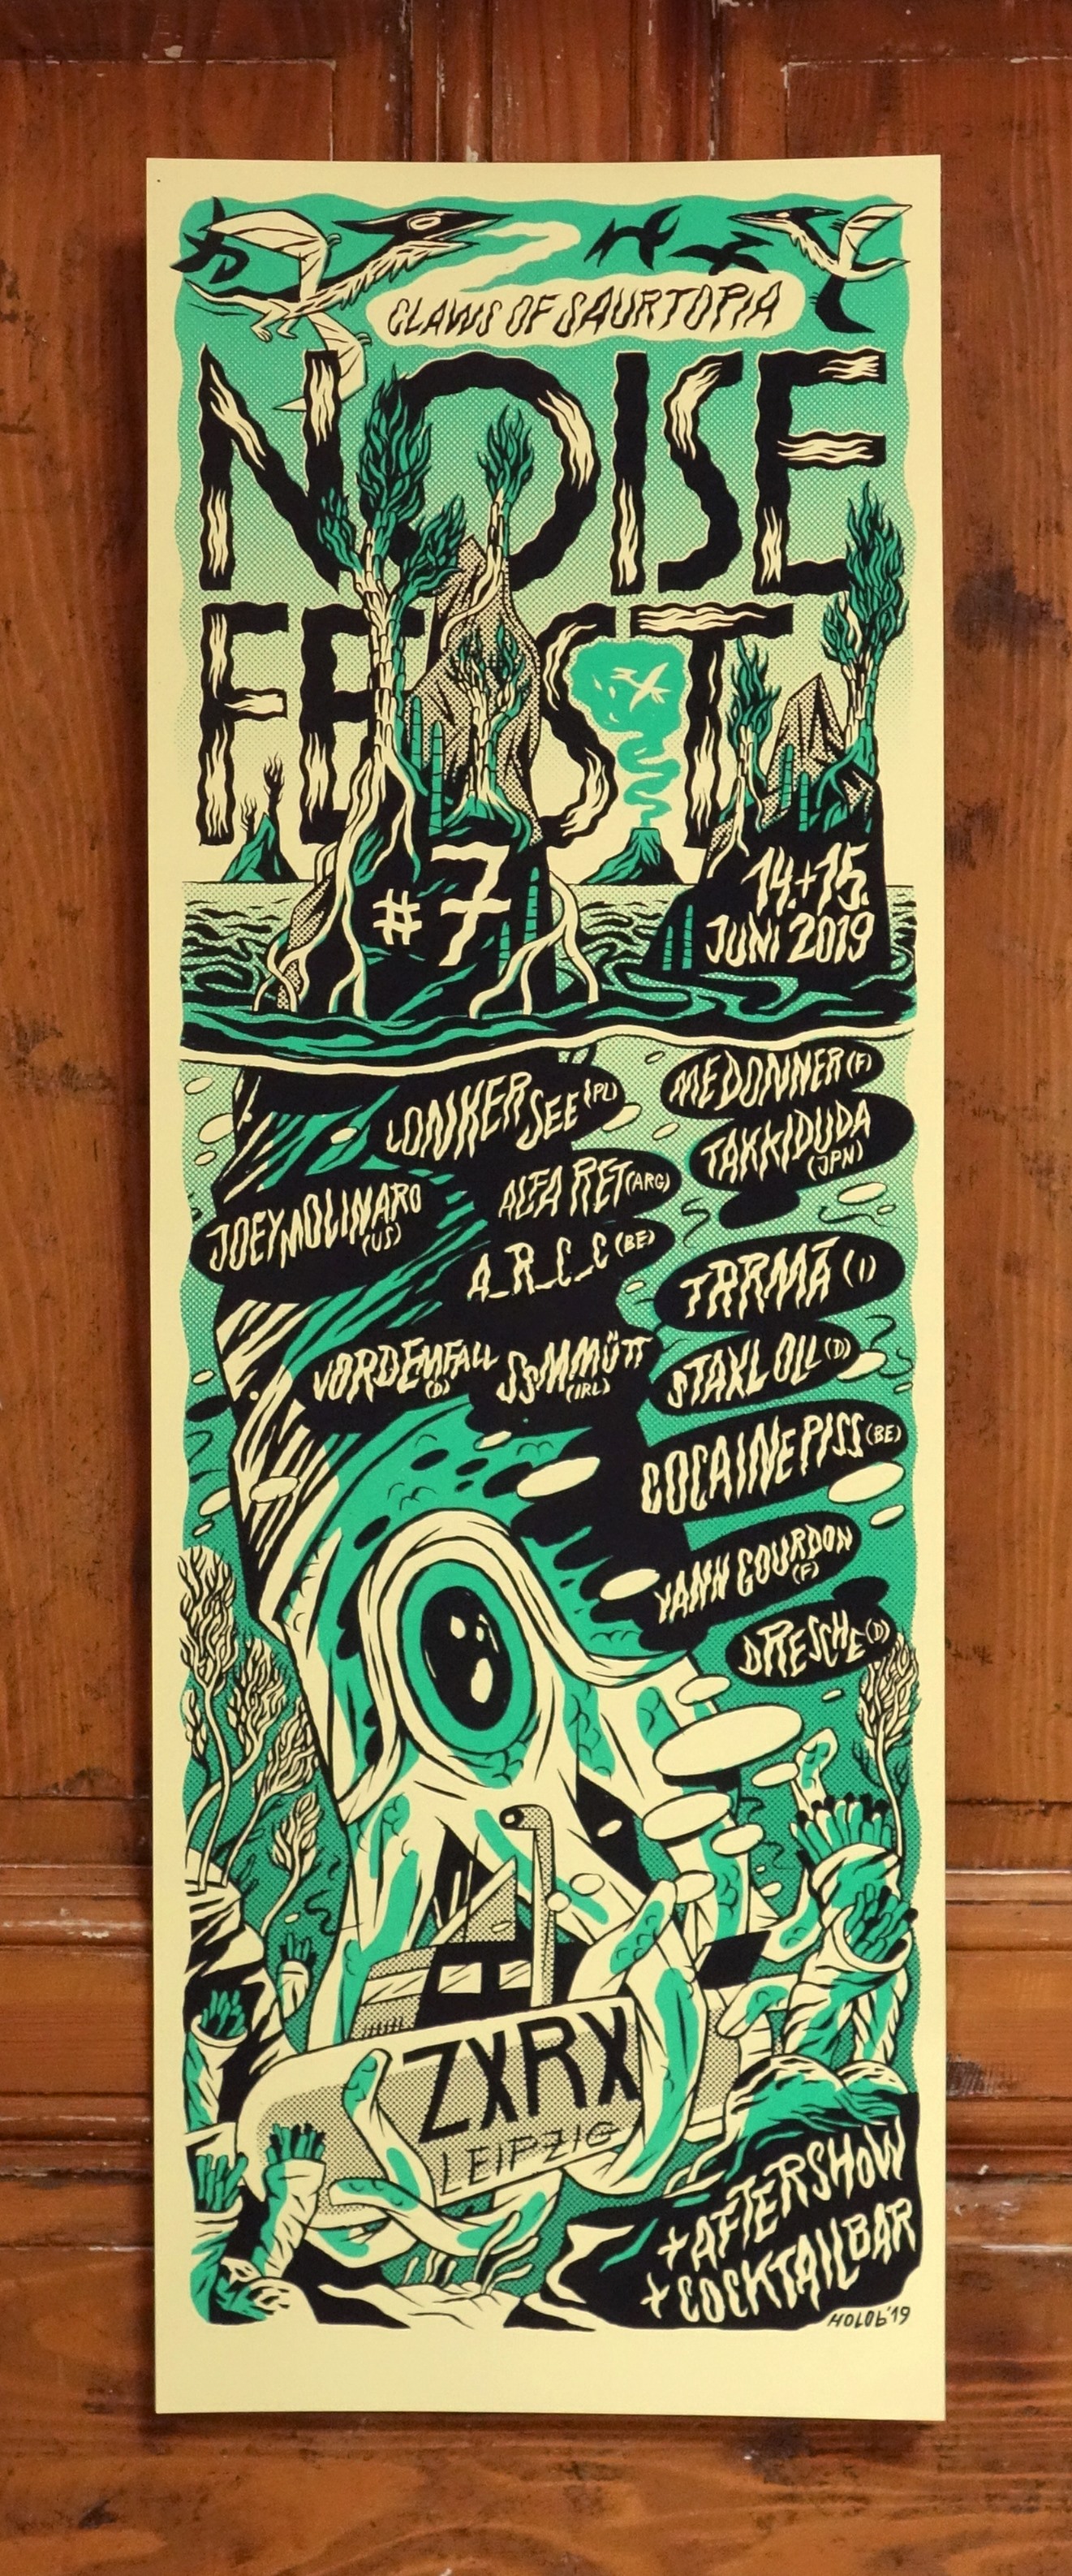 CLAWS OF SAURTOPIA
NOISE
FEST
#7
14.+15.
JUNI 2019
LONKER SEE (PL)
MEDONNER (F)
TAKKIDUDA
(JPN)
JOEY MOLINARO
(US)
ALFA RET (ARG)
A_R_C_C (BE)
TARMĀ (I)
VORDEMFALL
(D)
SSMMÜTT
(IRL)
STAXL OLL (D)
COCAINE PISS (BE)
YANN GOURDON
(F)
DRESCHE (D)
ZXRX
LEIPZIG
+ AFTERSHOW
+ COCKTAILBAR
HOLOB'19